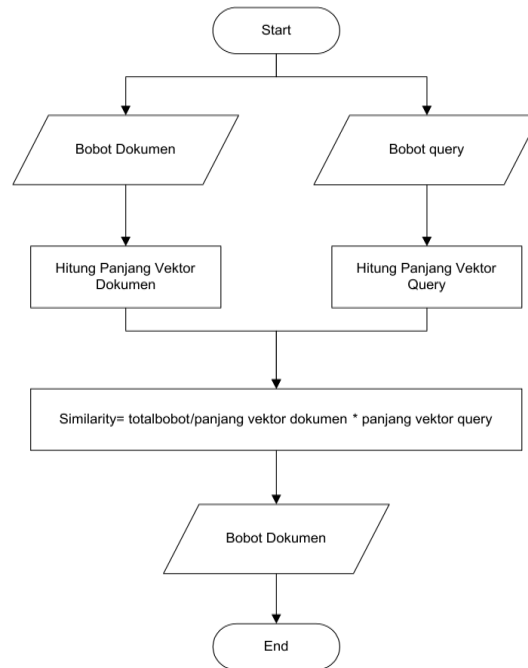 Start
Bobot Dokumen
Bobot query
Hitung Panjang Vektor
Dokumen
Hitung Panjang Vektor
Query
Similarity= totalbobot/panjang vektor dokumen * panjang vektor query
Bobot Dokumen
End